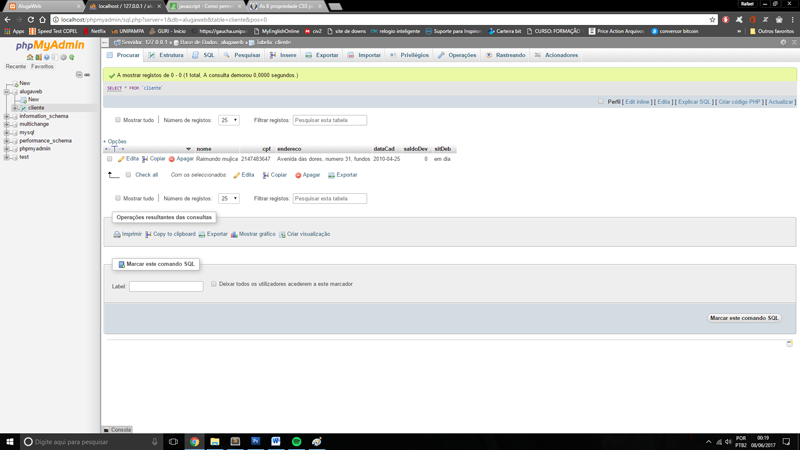 AlugaWeb
localhost / 127.0.0.1 / al
javascript - Como permi
As 6 propriedade CSS p
Rafael
localhost/phpmyadmin/sql.php?server=1&db=alugaweb&table=cliente&pos=0
Apps
Speed Test COPEL
Netflix
UNIPAMPA
GURI - Inicio
https://gauchazh.unipa
MyEnglishOnline
site de downs
relogio inteligente
Suporte para Inspiron
Carteira bit
CURSO: FORMAÇÃO
Price Action Arquivos
conversor bitcoin
Outros favoritos
phpMyAdmin
Recente Favoritos
New
alugaweb
New
cliente
information_schema
multichange
mysql
performance_schema
phpmyadmin
test
Servidor: 127.0.0.1 » Base de Dados: alugaweb » Tabela: cliente
Procurar Estrutura SQL Pesquisar Insere Exportar Importar Privilégios Operações Rastreando Acionadores
A mostrar registos de 0 - 0 (1 total, A consulta demorou 0,0000 segundos.)
SELECT * FROM `cliente`
Perfil [ Edit inline ] [ Edita ] [ Explicar SQL ] [ Criar código PHP ] [ Actualizar ]
Mostrar tudo Número de registos: 25 Filtrar registos: Pesquisar esta tabela
+ Opções
←T→ nome cpf endereco dataCad saldoDev sitDeb
Edita Copiar Apagar Raimundo mujica 2147483647 Avenida das dores, numero 31, fundos 2010-04-25 0 em dia
Check all Com os seleccionados: Edita Copiar Apagar Exportar
Mostrar tudo Número de registos: 25 Filtrar registos: Pesquisar esta tabela
Operações resultantes das consultas
Imprimir Copy to clipboard Exportar Mostrar gráfico Criar visualização
Marcar este comando SQL
Label: Deixar todos os utilizadores acederem a este marcador
Marcar este comando SQL
Consola
Digite aqui para pesquisar
POR
PTB2
00:19
08/06/2017